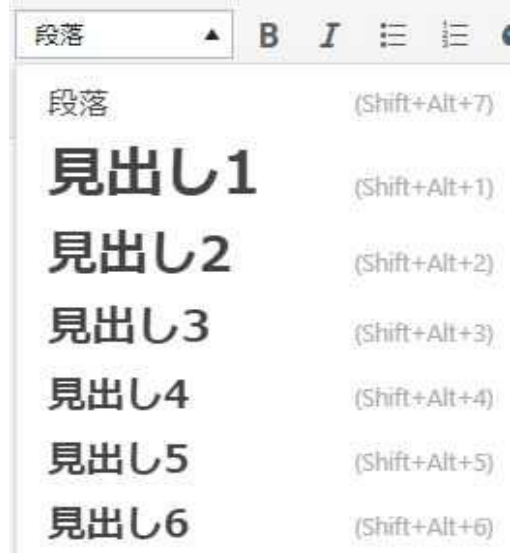 段落 ▲ B I
段落 (Shift+Alt+7)
見出し1 (Shift+Alt+1)
見出し2 (Shift+Alt+2)
見出し3 (Shift+Alt+3)
見出し4 (Shift+Alt+4)
見出し5 (Shift+Alt+5)
見出し6 (Shift+Alt+6)